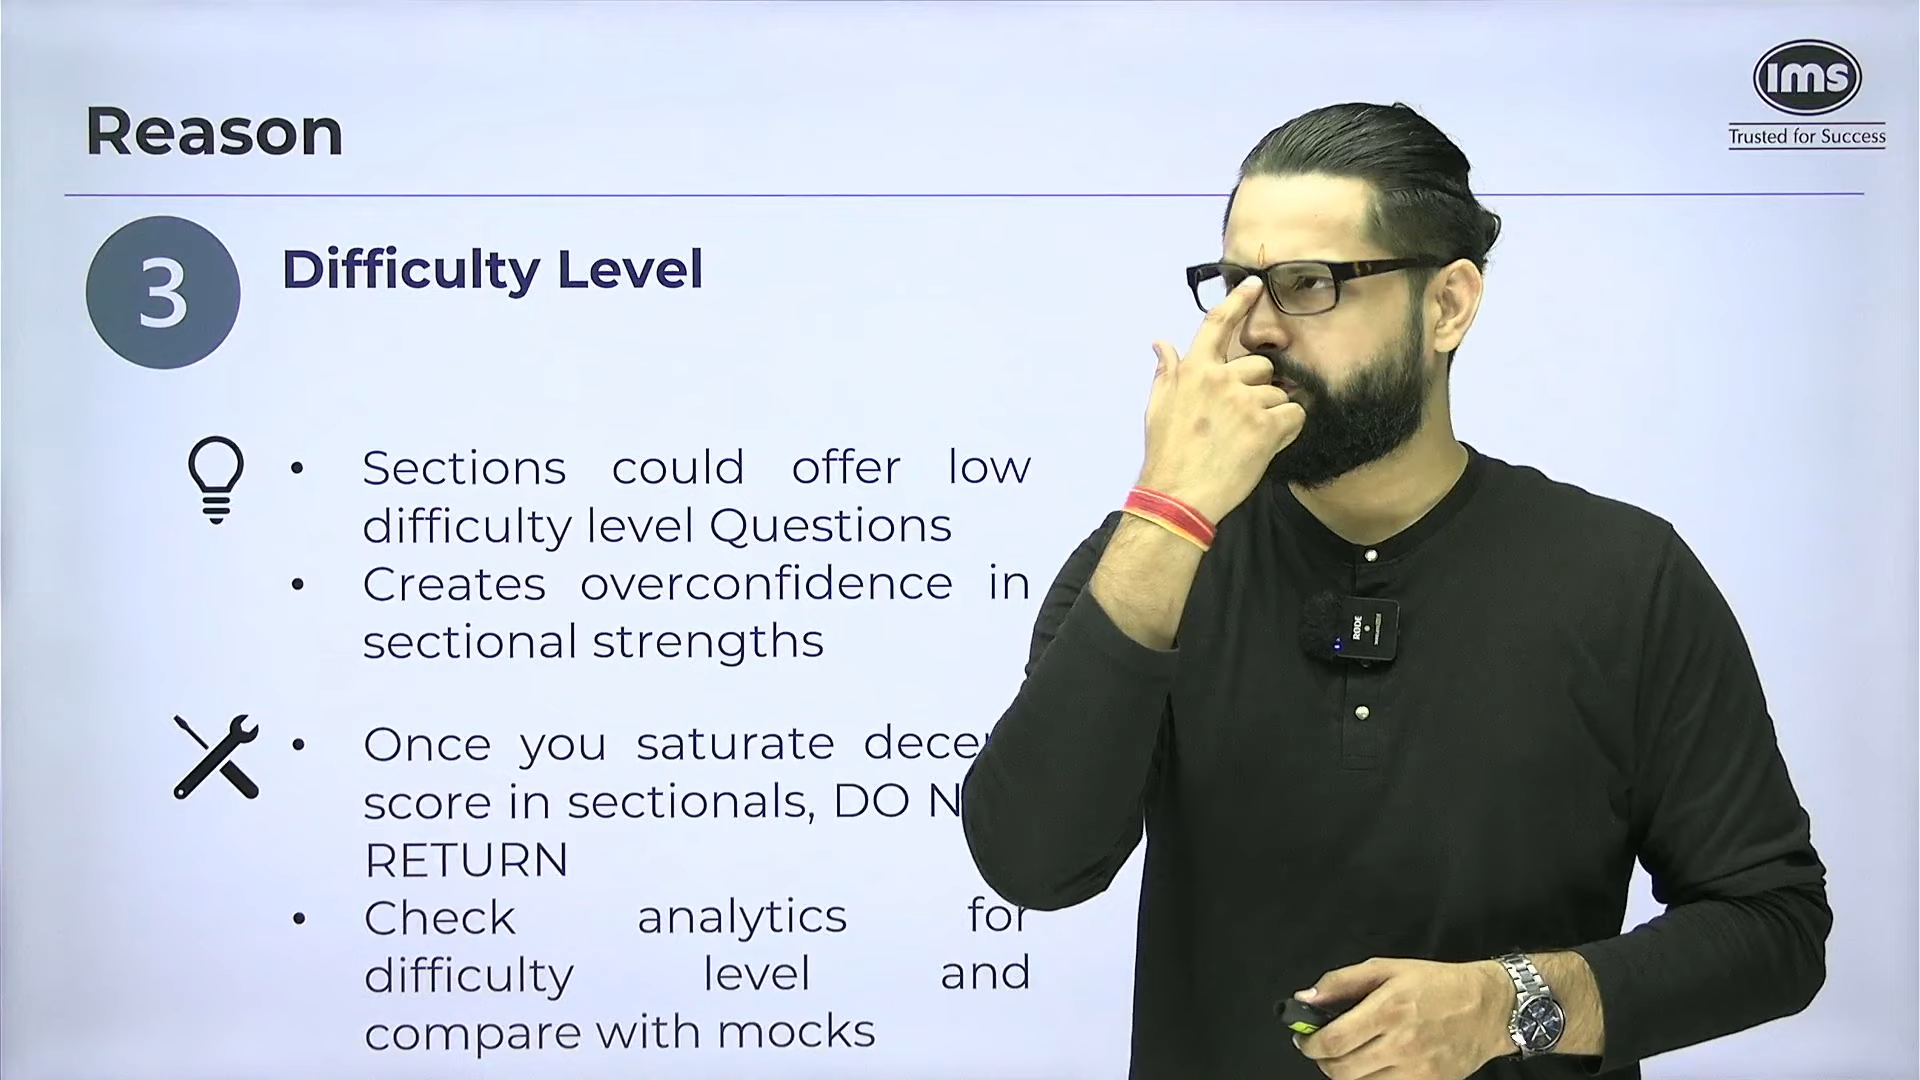 ims
Trusted for Success
Reason
3
Difficulty Level
• Sections could offer low
difficulty level Questions
• Creates overconfidence in
sectional strengths
• Once you saturate
score in sectionals, DO
RETURN
• Check analytics for
difficulty level and
compare with mocks
RODE